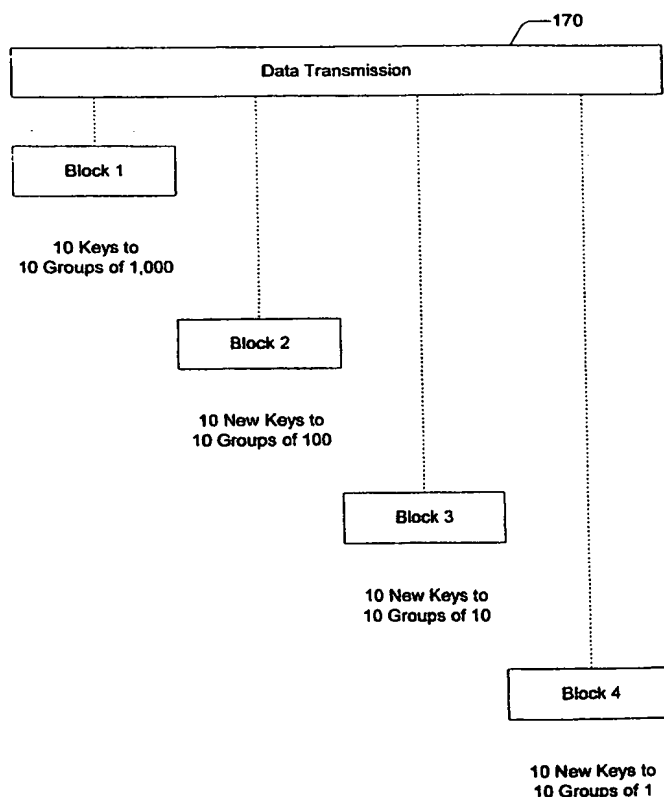 170
Data Transmission
Block 1
10 Keys to
10 Groups of 1,000
Block 2
10 New Keys to
10 Groups of 100
Block 3
10 New Keys to
10 Groups of 10
Block 4
10 New Keys to
10 Groups of 1